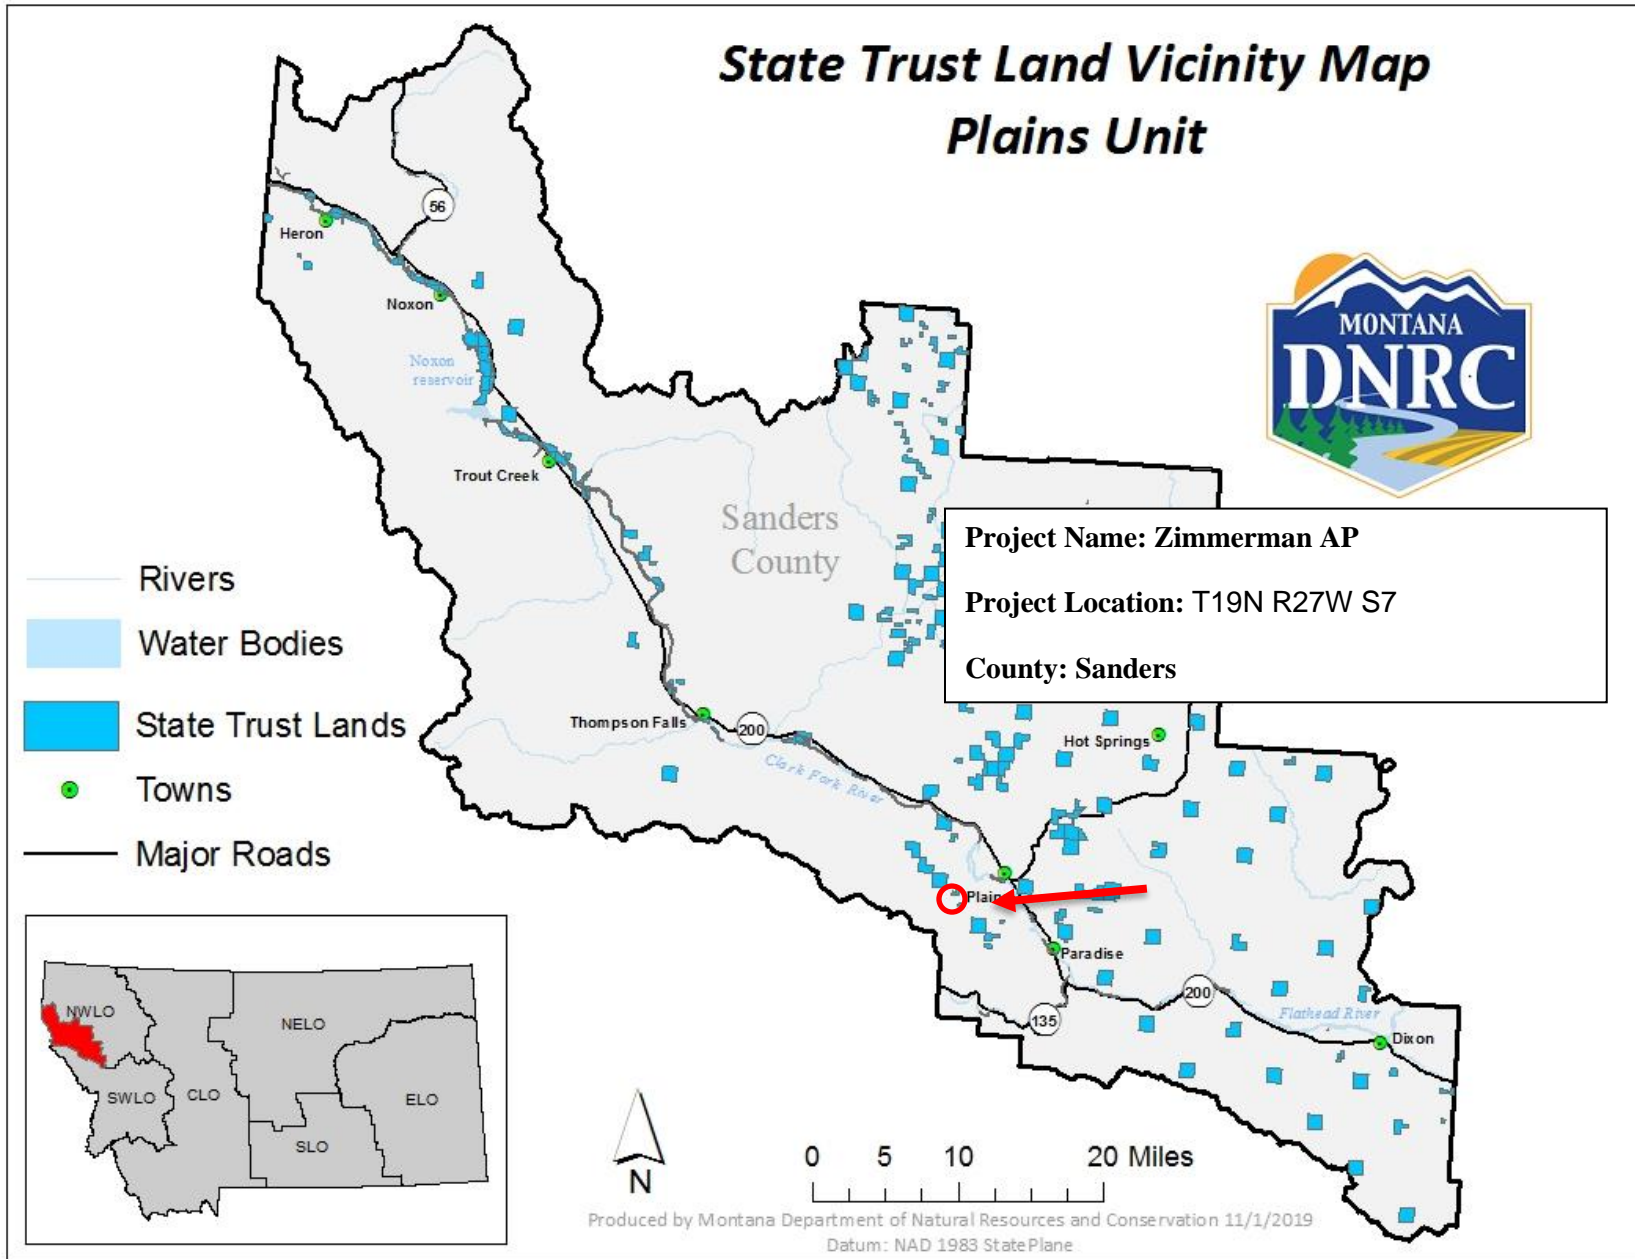 State Trust Land Vicinity Map
Plains Unit
56
Heron
Noxon
Noxon
reservoir
MONTANA
DNRC
Trout Creek
Sanders
County
Project Name: Zimmerman AP
Project Location: T19N R27W S7
County: Sanders
Rivers
Water Bodies
State Trust Lands
Towns
Major Roads
Thompson Falls
200
Hot Springs
Clark Fork River
Plain
Paradise
200
135
Flathead River
Dixon
NWLO
NELO
SWLO
CLO
ELO
SLO
N
0 5 10 20 Miles
Produced by Montana Department of Natural Resources and Conservation 11/1/2019
Datum: NAD 1983 StatePlane